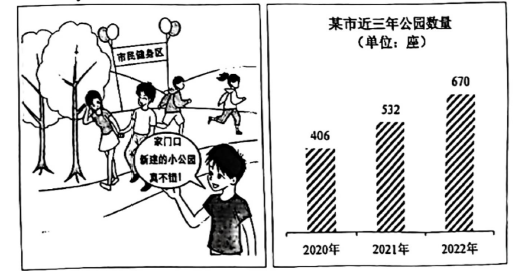 市民健身区
家门口
新建的小公园
真不错!
某市近三年公园数量
(单位:座)
670
532
406
2020年
2021年
2022年